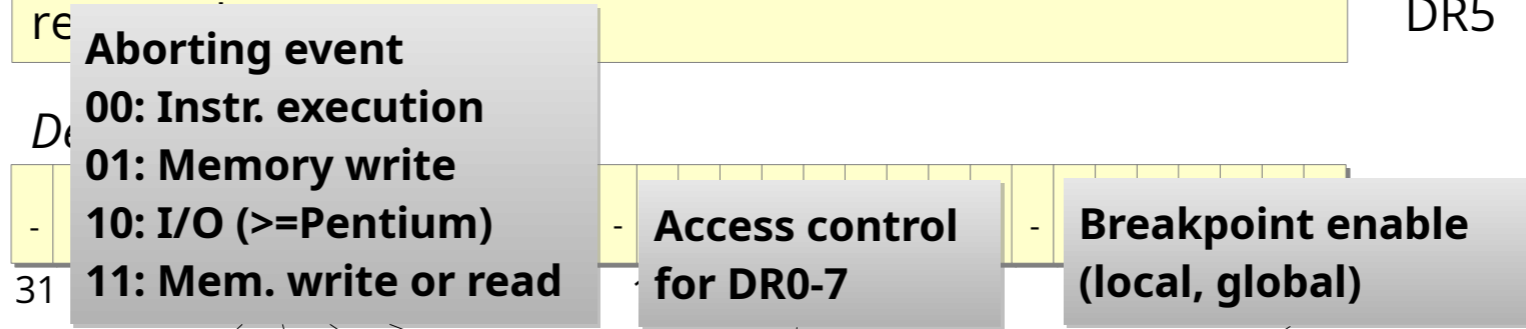 DR5
Aborting event
00: Instr. execution
01: Memory write
10: I/O (>=Pentium)
11: Mem. write or read
- - -
Access control
for DR0-7
Breakpoint enable
(local, global)
31